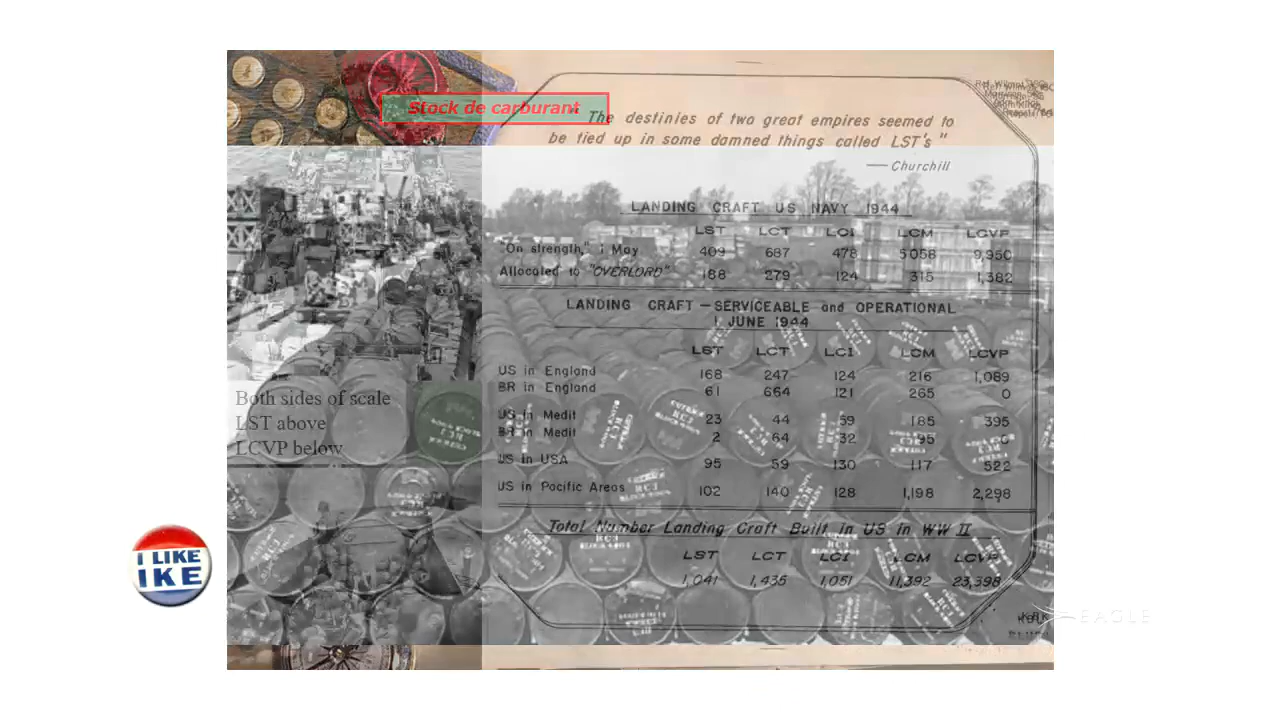 Stock de carburant
" The destinies of two great empires seemed to
be tied up in some damned things called LST's "
— Churchill
LANDING CRAFT US NAVY 1944
LST LCT LCI LCM LCVP
"On strength," 1 May 409 687 478 5058 9,950
Allocated to "OVERLORD" 188 279 124 315 1,382
LANDING CRAFT – SERVICEABLE and OPERATIONAL
1 JUNE 1944
LST LCT LCI LCM LCVP
US in England 168 247 124 216 1,089
BR in England 61 664 121 265 0
US in Medit 23 44 59 185 395
BR in Medit 2 64 32 95 0
US in USA 95 59 130 117 522
US in Pacific Areas 102 140 128 1,198 2,298
Total Number Landing Craft Built in US in WW II
LST LCT LCI LCM LCVP
1,041 1,435 1,051 11,392 23,398
Both sides of scale
LST above
LCVP below
I LIKE
IKE
EAGLE